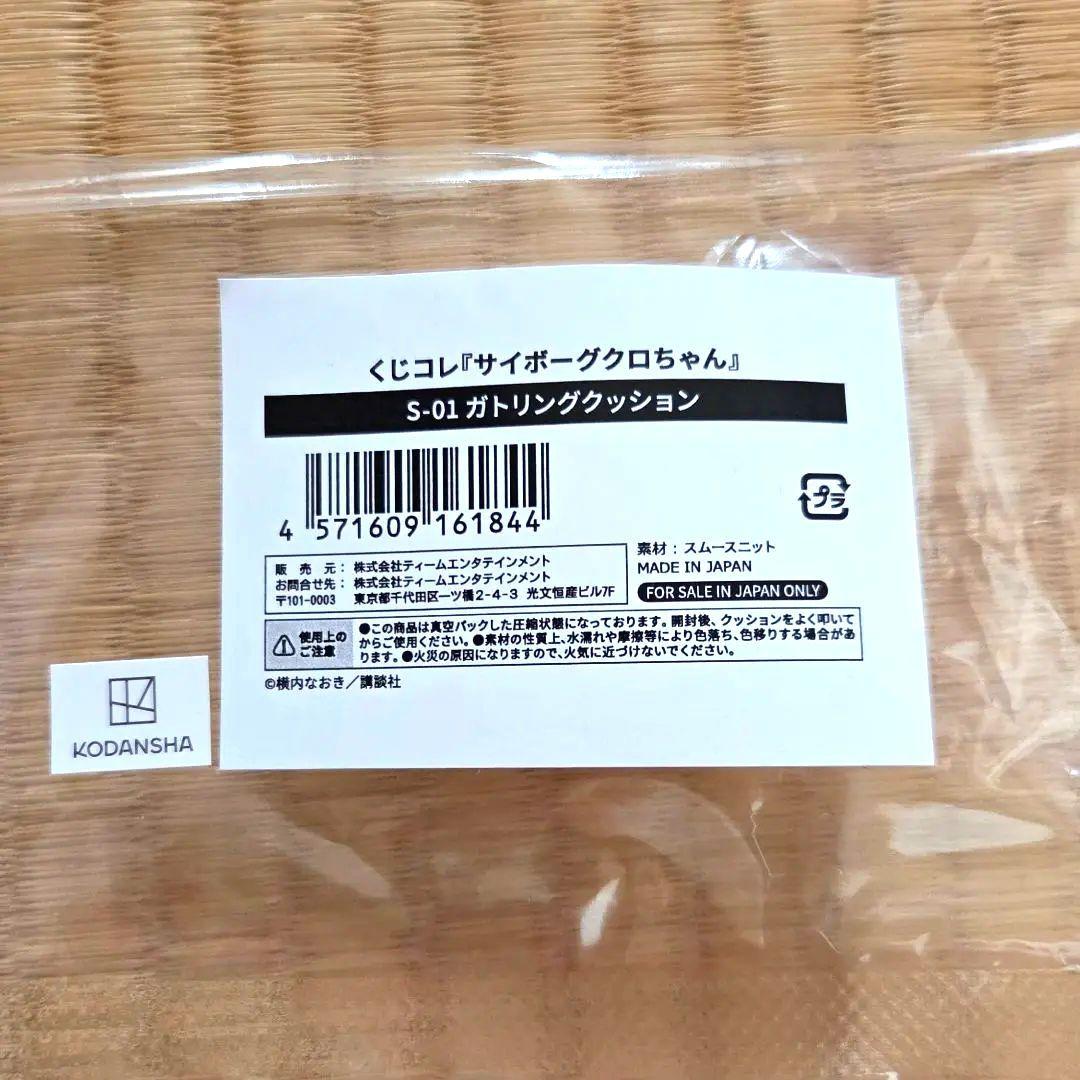 くじコレ『サイボーグクロちゃん』
S-01 ガトリングクッション
4 571609 161844
プラ
素材：スムースニット
MADE IN JAPAN
FOR SALE IN JAPAN ONLY
販売元：株式会社ティームエンタテインメント
お問合せ先：株式会社ティームエンタテインメント
〒101-0003 東京都千代田区一ツ橋2-4-3 光文恒産ビル7F
使用上の
ご注意
●この商品は真空パックした圧縮状態になっております。開封後、クッションをよく叩いて
からご使用ください。●素材の性質上、水濡れや摩擦等により色落ち、色移りする場合があ
ります。●火災の原因になりますので、火気に近づけないでください。
©横内なおき／講談社
KODANSHA